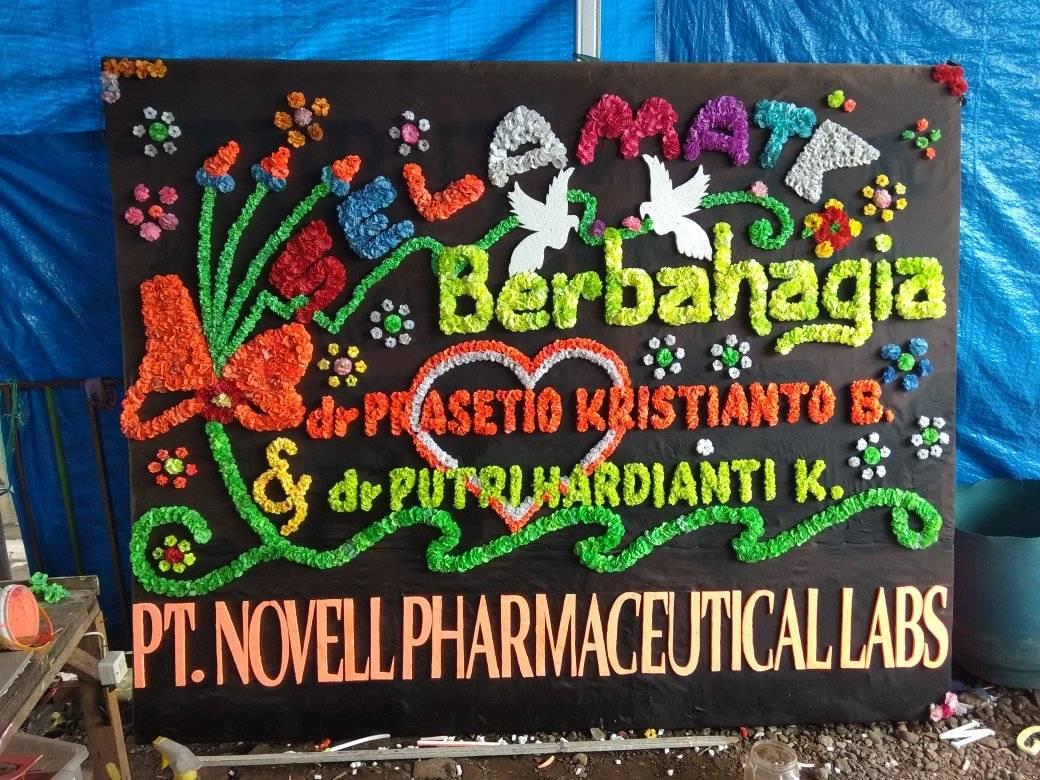 SELAMAT
Berbahagia
dr PRASETIO KRISTIANTO B.
& dr PUTRI HARDIANTI K.
PT. NOVELL PHARMACEUTICAL LABS